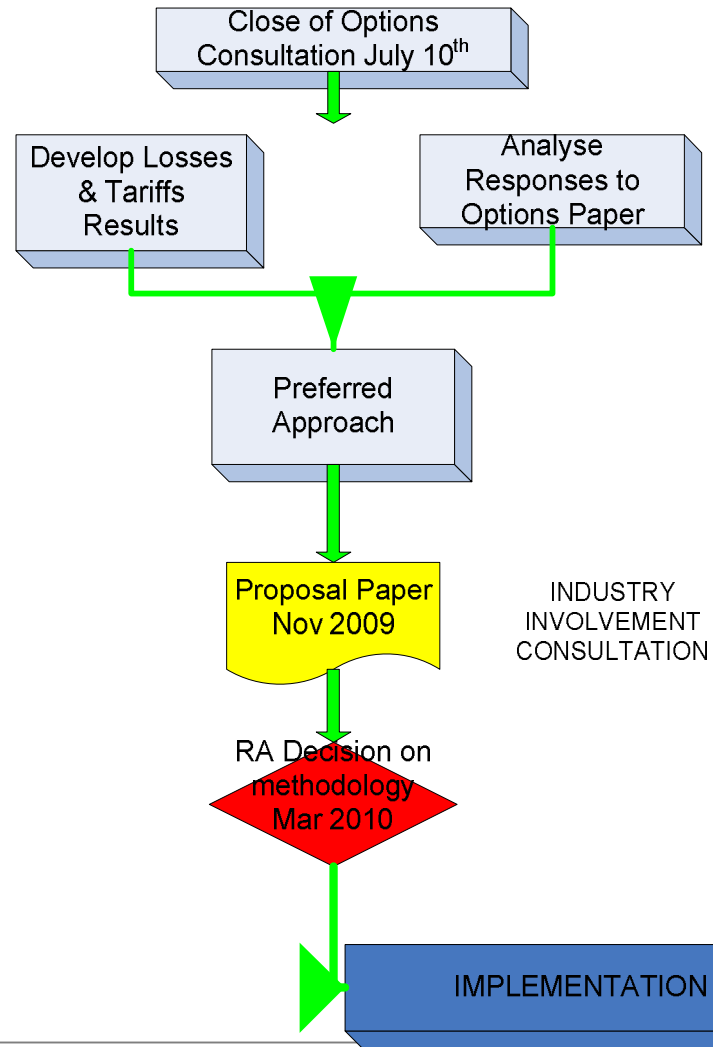 Close of Options
Consultation July 10th
Develop Losses
& Tariffs
Results
Analyse
Responses to
Options Paper
Preferred
Approach
Proposal Paper
Nov 2009
INDUSTRY
INVOLVEMENT
CONSULTATION
RA Decision on
methodology
Mar 2010
IMPLEMENTATION